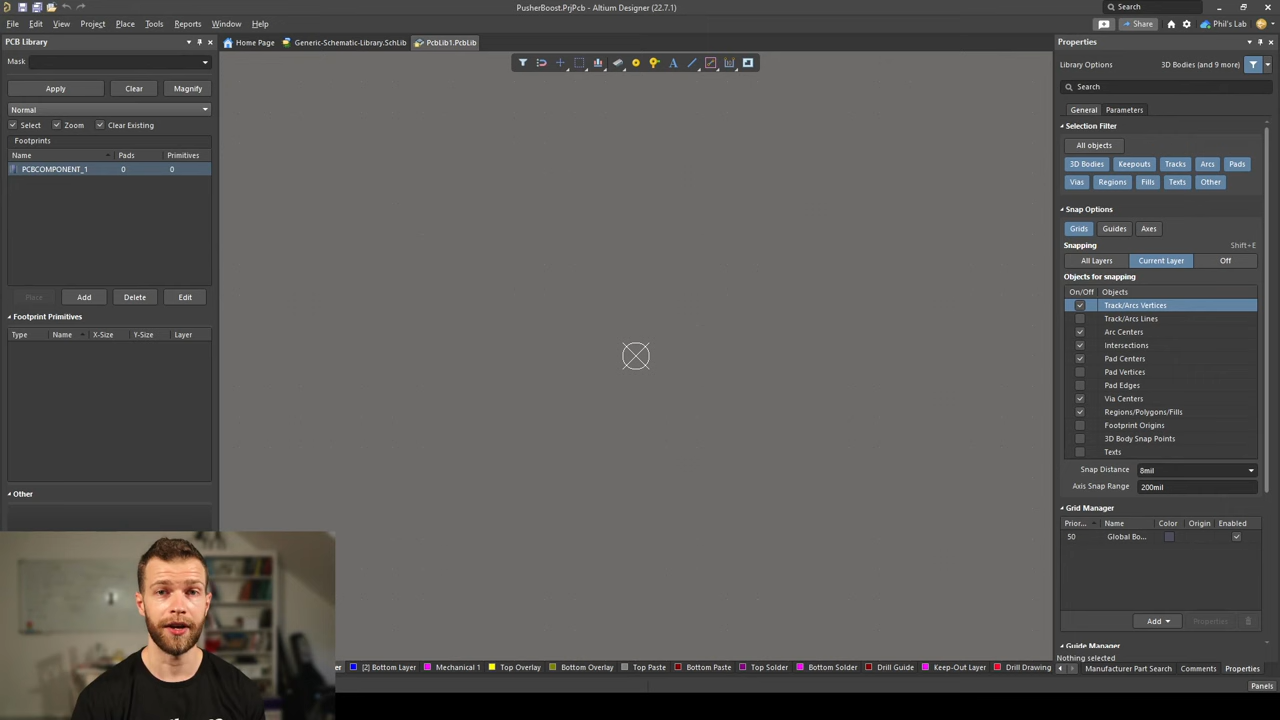 PusherBoost.PrjPcb - Altium Designer (22.7.1)
Search
File Edit View Project Place Tools Reports Window Help
Share Phil's Lab
PCB Library
Home Page Generic-Schematic-Library.SchLib PcbLib1.PcbLib
Properties
Mask
Library Options 3D Bodies (and 9 more)
Apply Clear Magnify
Search
Normal
General Parameters
Select Zoom Clear Existing
Selection Filter
Footprints
All objects
Name Pads Primitives
3D Bodies Keepouts Tracks Arcs Pads
PCBCOMPONENT_1 0 0
Vias Regions Fills Texts Other
Snap Options
Grids Guides Axes
Snapping Shift+E
All Layers Current Layer Off
Objects for snapping
On/Off Objects
Place Add Delete Edit
Track/Arcs Vertices
Footprint Primitives
Track/Arcs Lines
Type Name X-Size Y-Size Layer
Arc Centers
Intersections
Pad Centers
Pad Vertices
Pad Edges
Via Centers
Regions/Polygons/Fills
Footprint Origins
3D Body Snap Points
Texts
Snap Distance 8mil
Axis Snap Range 200mil
Other
Grid Manager
Prior... Name Color Origin Enabled
50 Global Bo...
Add Properties
Guide Manager
Nothing selected
[2] Bottom Layer Mechanical 1 Top Overlay Bottom Overlay Top Paste Bottom Paste Top Solder Bottom Solder Drill Guide Keep-Out Layer Drill Drawing
Manufacturer Part Search Comments Properties
Panels